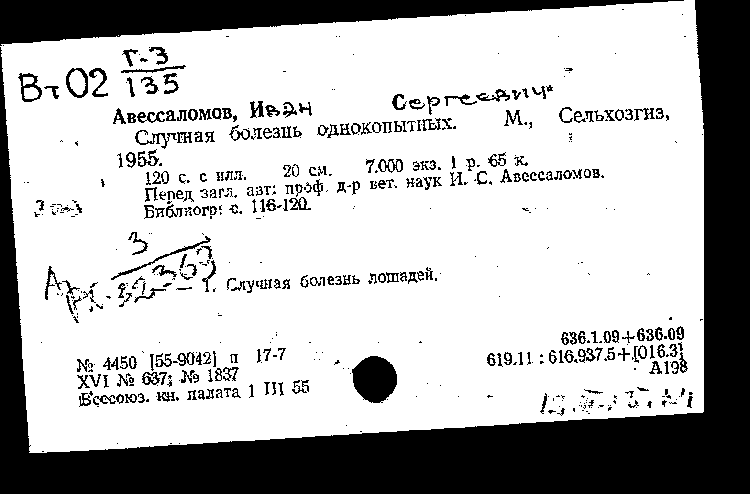 Вт 02 Г-3
135
Авессаломов, Иван Сергеевич
Случная болезнь однокопытных. М., Сельхозгиз,
1955.
120 с. с илл. 20 см. 7.000 экз. 1 р. 65 к.
Перед загл. авт: проф. д-р вет. наук И. С. Авессаломов.
Библиогр: с. 116-120.
3
1. Случная болезнь лошадей.
636.1.09+636.09
№ 4450 [55-9042] п 17-7 619.11 : 616.937.5+[016.3]
XVI № 637; № 1837 А198
Всесоюз. кн. палата 1 III 55